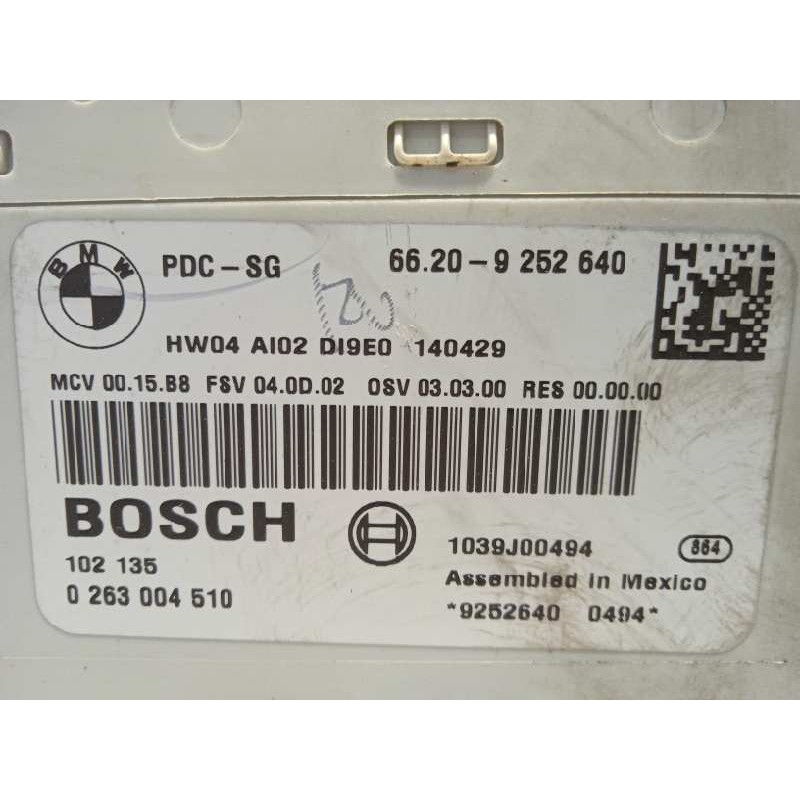 BMW
PDC-SG 66.20-9 252 640
HW04 AI02 DI9E0 140429
MCV 00.15.B8 FSV 04.0D.02 OSV 03.03.00 RES 00.00.00
BOSCH
102 135 1039J00494 864
Assembled in Mexico
0 263 004 510 *9252640 0494*